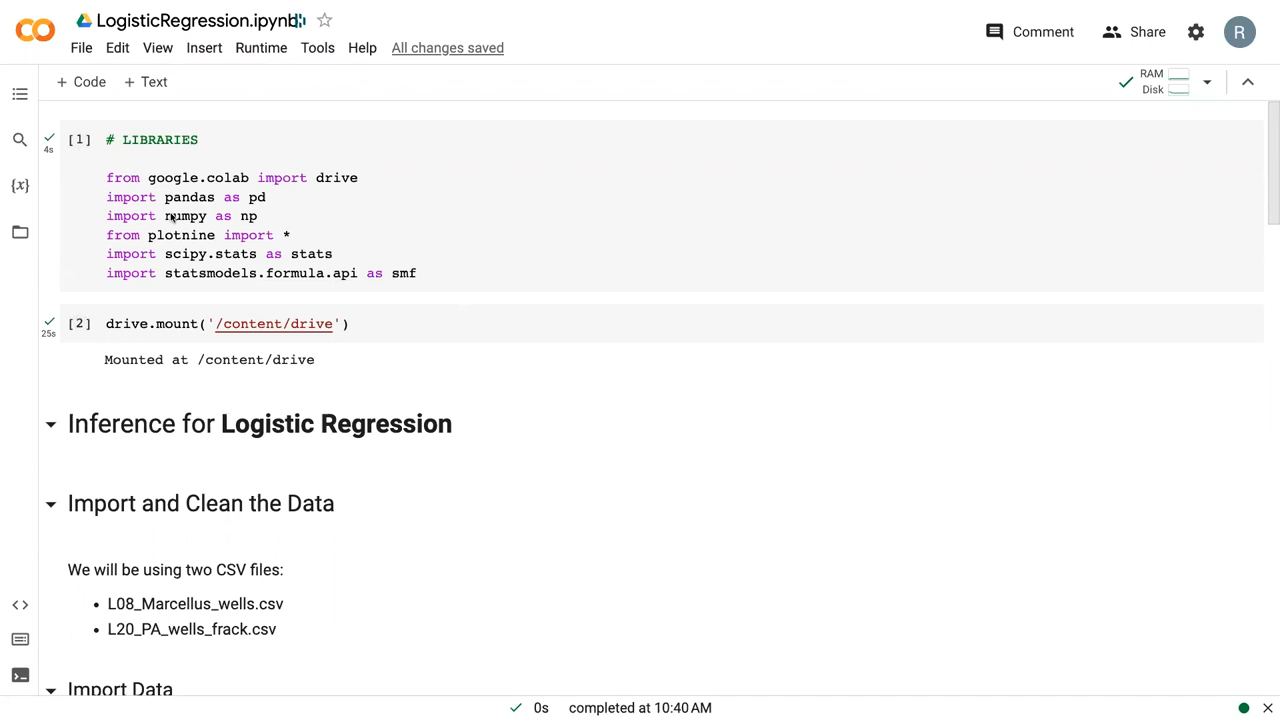 LogisticRegression.ipynb
File Edit View Insert Runtime Tools Help All changes saved
Comment Share R
+ Code + Text
RAM
Disk
[1] # LIBRARIES
4s
from google.colab import drive
import pandas as pd
import numpy as np
from plotnine import *
import scipy.stats as stats
import statsmodels.formula.api as smf
[2] drive.mount('/content/drive')
25s
Mounted at /content/drive
Inference for Logistic Regression
Import and Clean the Data
We will be using two CSV files:
• L08_Marcellus_wells.csv
• L20_PA_wells_frack.csv
Import Data
0s completed at 10:40 AM